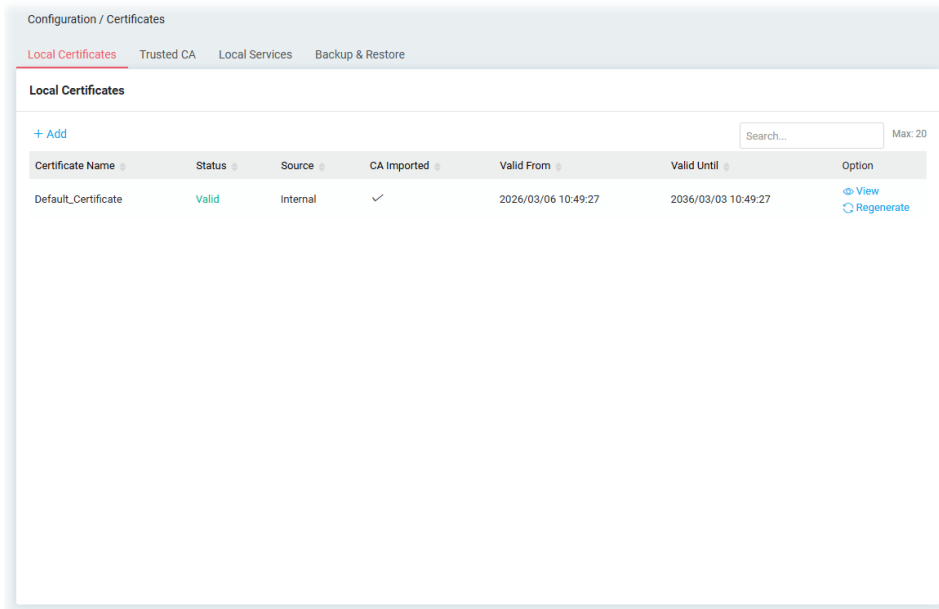 Configuration / Certificates
Local Certificates Trusted CA Local Services Backup & Restore
Local Certificates
+ Add Search... Max: 20
Certificate Name Status Source CA Imported Valid From Valid Until Option
Default_Certificate Valid Internal ✓ 2026/03/06 10:49:27 2036/03/03 10:49:27 View
Regenerate